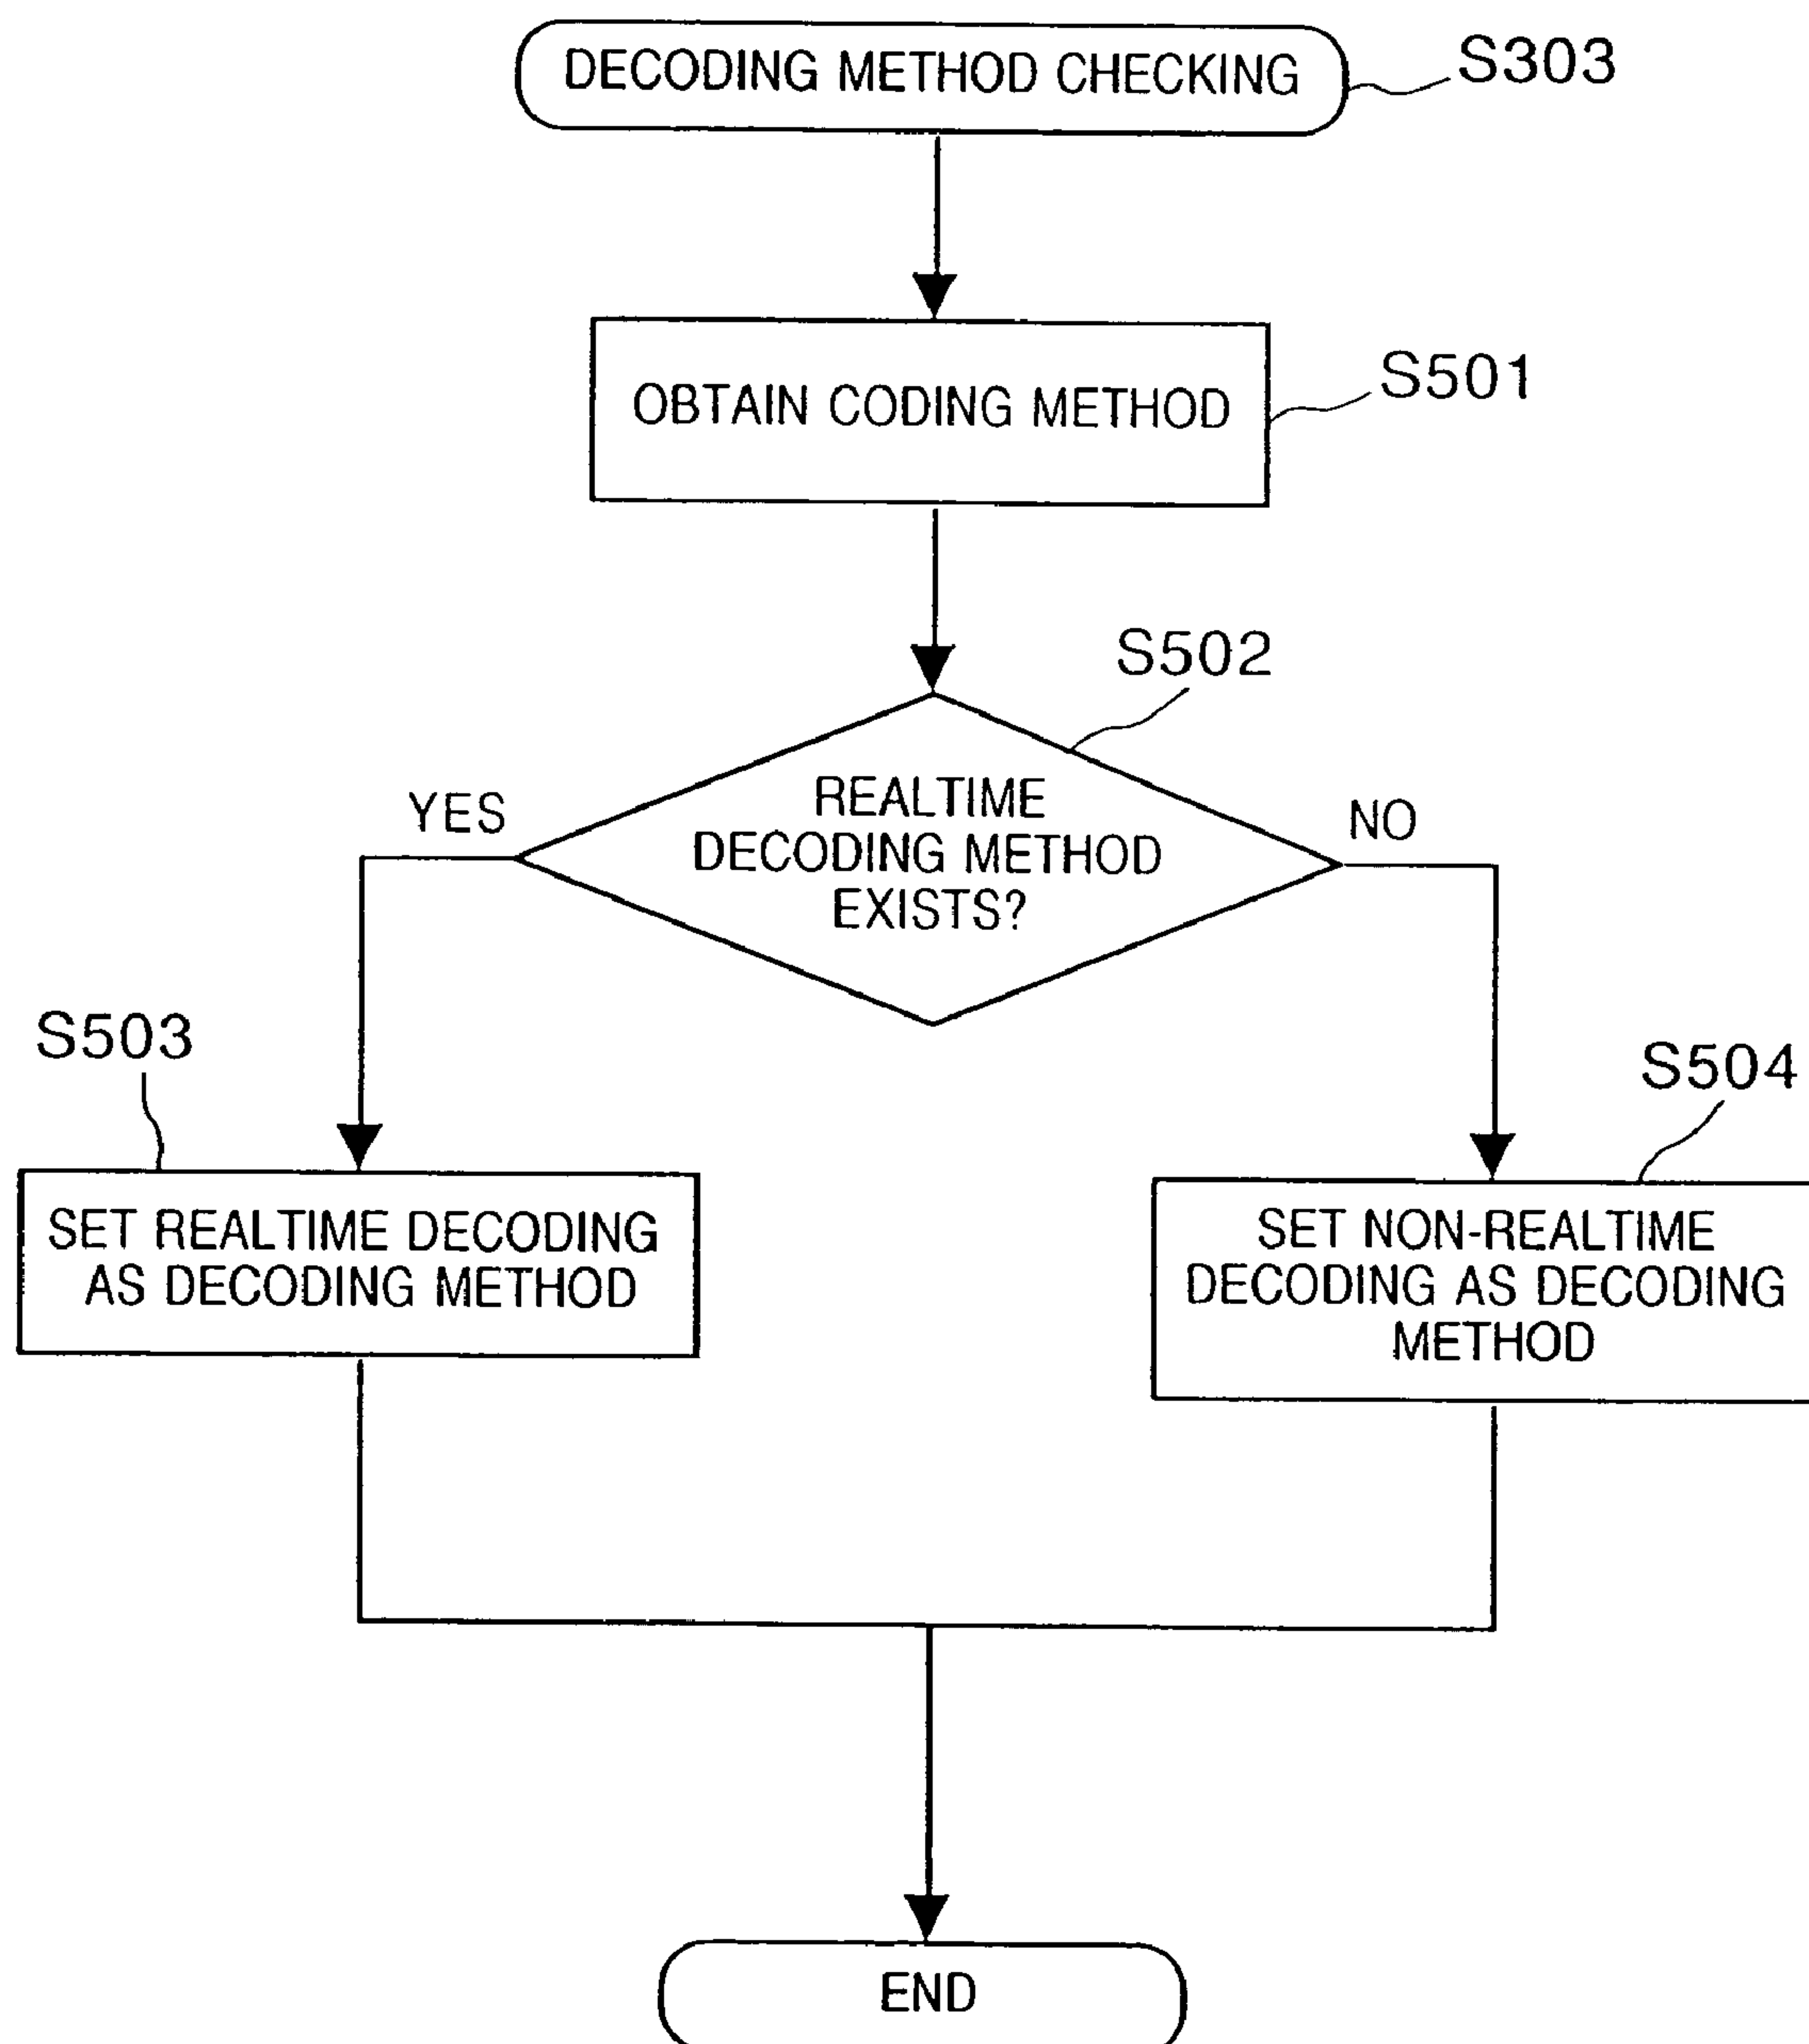 DECODING METHOD CHECKING
S303
OBTAIN CODING METHOD
S501
S502
REALTIME
DECODING METHOD
EXISTS?
YES
NO
S503
S504
SET REALTIME DECODING
AS DECODING METHOD
SET NON-REALTIME
DECODING AS DECODING
METHOD
END